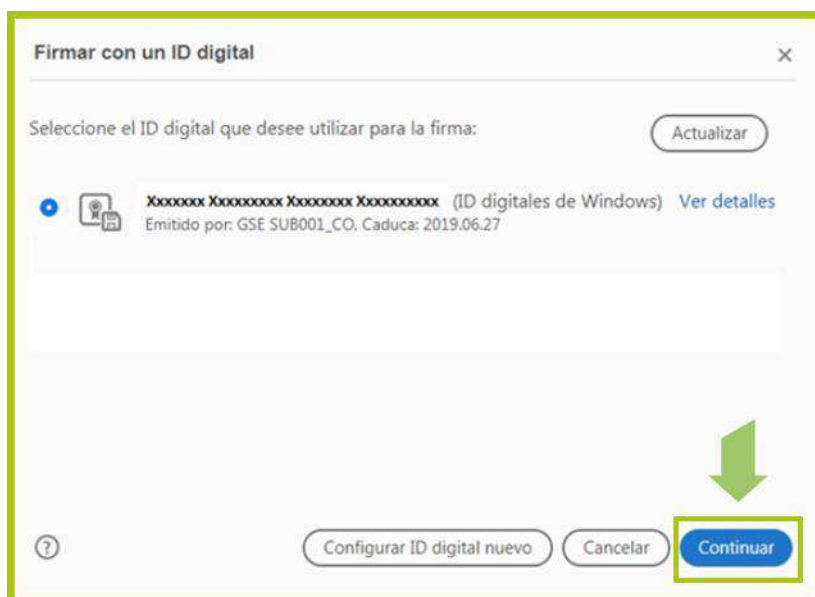 Firmar con un ID digital
Seleccione el ID digital que desee utilizar para la firma:
Actualizar
Xxxxxxx Xxxxxxxxx Xxxxxxxx Xxxxxxxxxx (ID digitales de Windows) Ver detalles
Emitido por: GSE SUB001_CO, Caduca: 2019.06.27
Configurar ID digital nuevo Cancelar Continuar